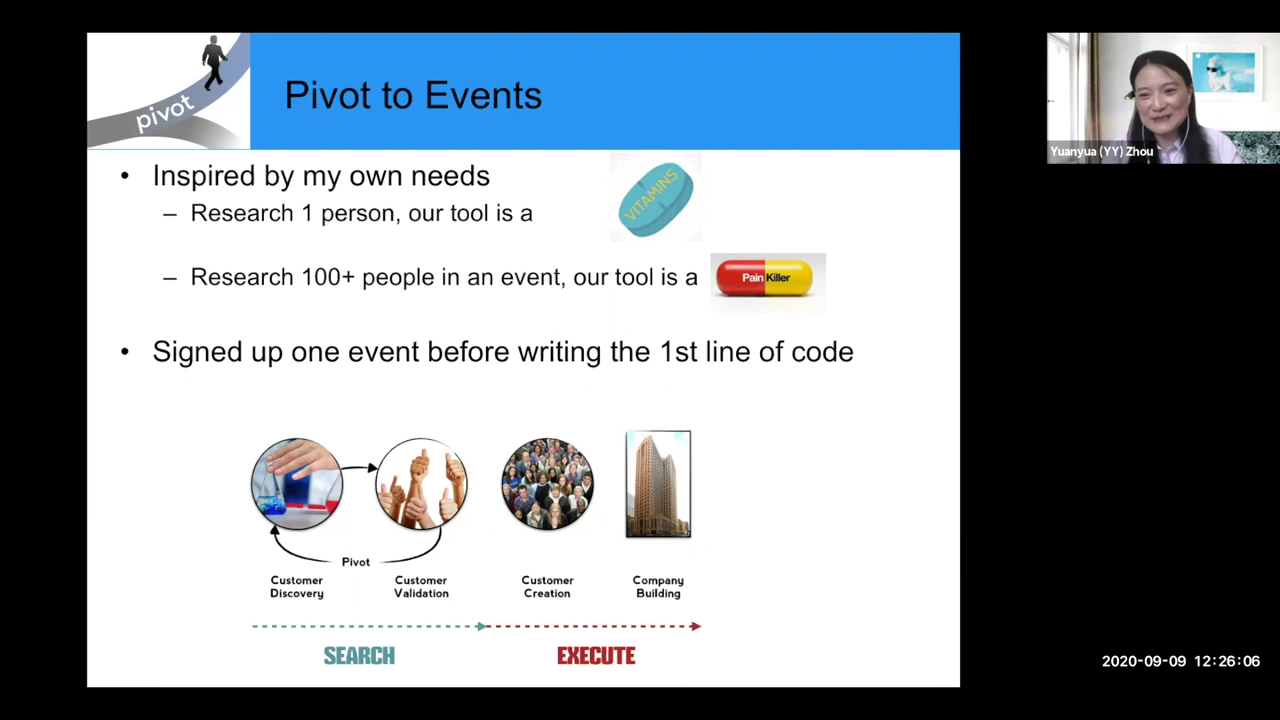 pivot
Pivot to Events
• Inspired by my own needs
– Research 1 person, our tool is a
VITAMINS
– Research 100+ people in an event, our tool is a
Pain Killer
• Signed up one event before writing the 1st line of code
Pivot
Customer Discovery
Customer Validation
Customer Creation
Company Building
SEARCH
EXECUTE
Yuanyua (YY) Zhou
2020-09-09 12:26:06